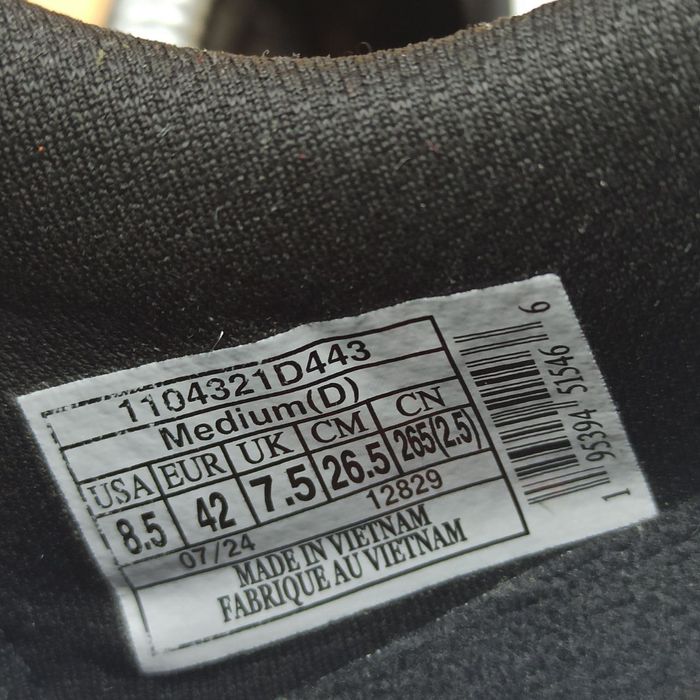 1104321D443
Medium(D)
USA EUR UK CM CN
8.5 42 7.5 26.5 265(2.5)
07/24 12829
MADE IN VIETNAM
FABRIQUE AU VIETNAM
1 95394 51546 6